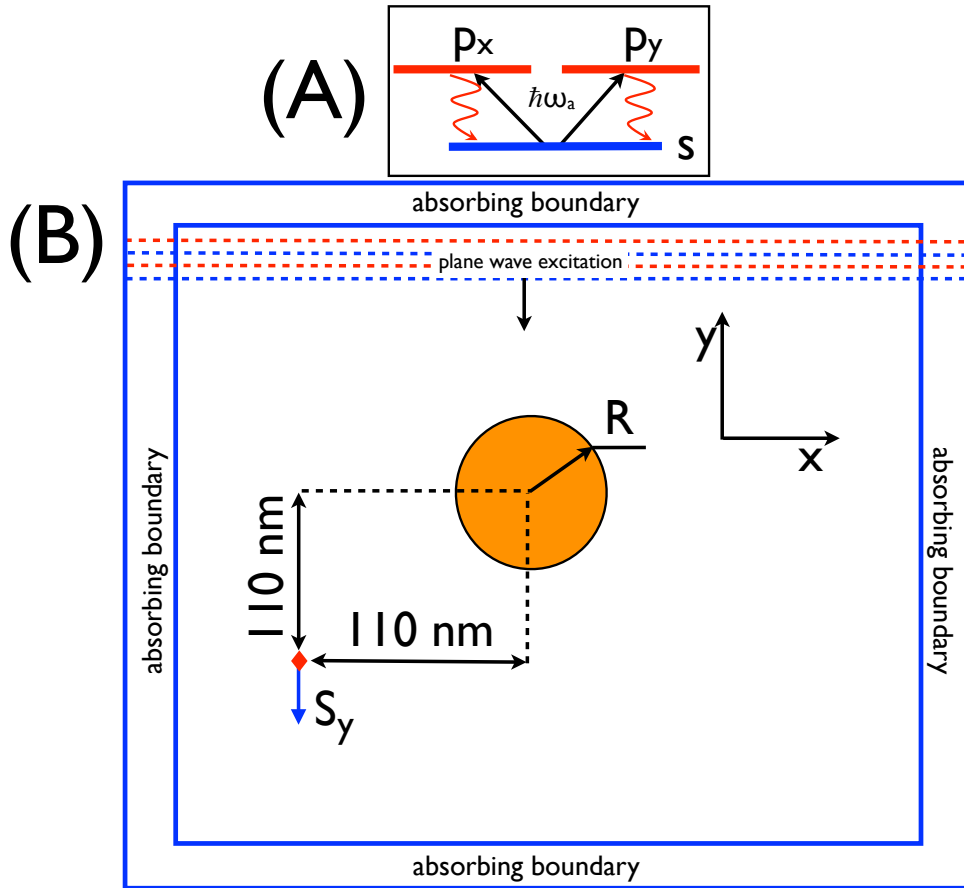 (A)
px
py
ħωa
s
(B)
absorbing boundary
plane wave excitation
y
x
R
absorbing boundary
absorbing boundary
110 nm
110 nm
Sy
absorbing boundary